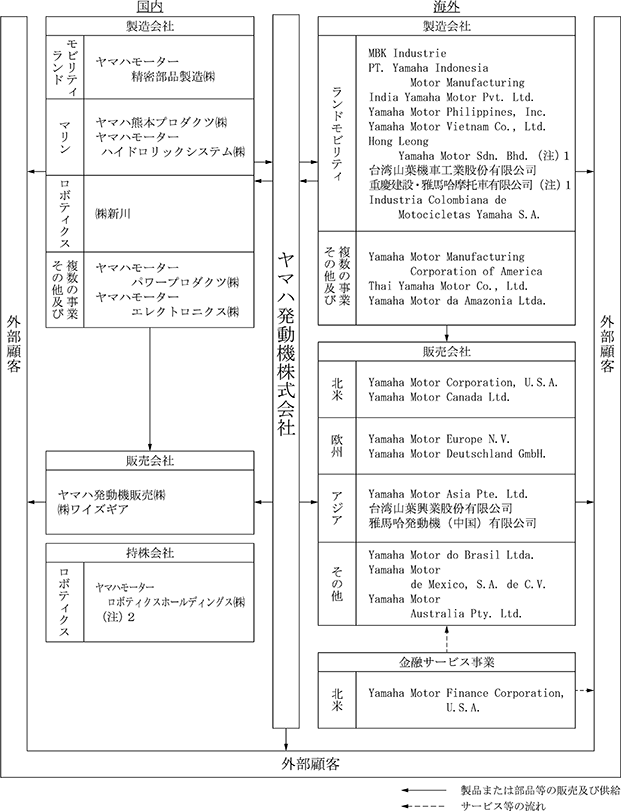 国内
製造会社
モビリティ
ランド
ヤマハモーター
精密部品製造㈱
マリン
ヤマハ熊本プロダクツ㈱
ヤマハモーター
ハイドロリックシステム㈱
ロボティクス
㈱新川
複数の事業
その他及び
ヤマハモーター
パワープロダクツ㈱
ヤマハモーター
エレクトロニクス㈱
販売会社
ヤマハ発動機販売㈱
㈱ワイズギア
持株会社
ロボティクス
ヤマハモーター
ロボティクスホールディングス㈱
(注)2
外部顧客
ヤマハ発動機株式会社
海外
製造会社
ランドモビリティ
MBK Industrie
PT. Yamaha Indonesia
Motor Manufacturing
India Yamaha Motor Pvt. Ltd.
Yamaha Motor Philippines, Inc.
Yamaha Motor Vietnam Co., Ltd.
Hong Leong
Yamaha Motor Sdn. Bhd.(注)1
台湾山葉機車工業股份有限公司
重慶建設・雅馬哈摩托車有限公司(注)1
Industria Colombiana de
Motocicletas Yamaha S.A.
複数の事業
その他及び
Yamaha Motor Manufacturing
Corporation of America
Thai Yamaha Motor Co., Ltd.
Yamaha Motor da Amazonia Ltda.
販売会社
北米
Yamaha Motor Corporation, U.S.A.
Yamaha Motor Canada Ltd.
欧州
Yamaha Motor Europe N.V.
Yamaha Motor Deutschland GmbH.
アジア
Yamaha Motor Asia Pte. Ltd.
台湾山葉興業股份有限公司
雅馬哈発動機(中国)有限公司
その他
Yamaha Motor do Brasil Ltda.
Yamaha Motor
de Mexico, S.A. de C.V.
Yamaha Motor
Australia Pty. Ltd.
金融サービス事業
北米
Yamaha Motor Finance Corporation,
U.S.A.
外部顧客
外部顧客
製品または部品等の販売及び供給
サービス等の流れ